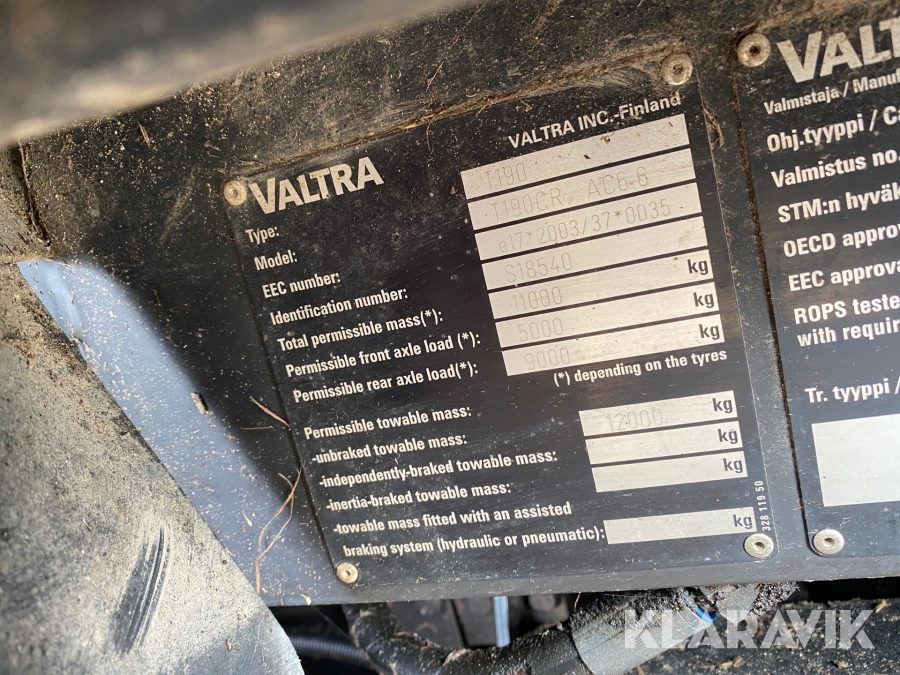 VALTRA
VALTRA INC.-Finland
Type: T190
Model: T190CR, AC6.6
EEC number: e17*2003/37*0035
Identification number: S18540
Total permissible mass(*): 11000 kg
Permissible front axle load (*): 5000 kg
Permissible rear axle load(*): 9000 kg
(*) depending on the tyres
Permissible towable mass:
-unbraked towable mass: 12000 kg
-independently-braked towable mass: kg
-inertia-braked towable mass: kg
-towable mass fitted with an assisted
braking system (hydraulic or pneumatic): kg
328 119 50
VALT
Valmistaja / Manuf
Ohj.tyyppi / Ca
Valmistus no.
STM:n hyväk
OECD approv
EEC approva
ROPS teste
with requir
Tr. tyyppi /
KLARAVIK